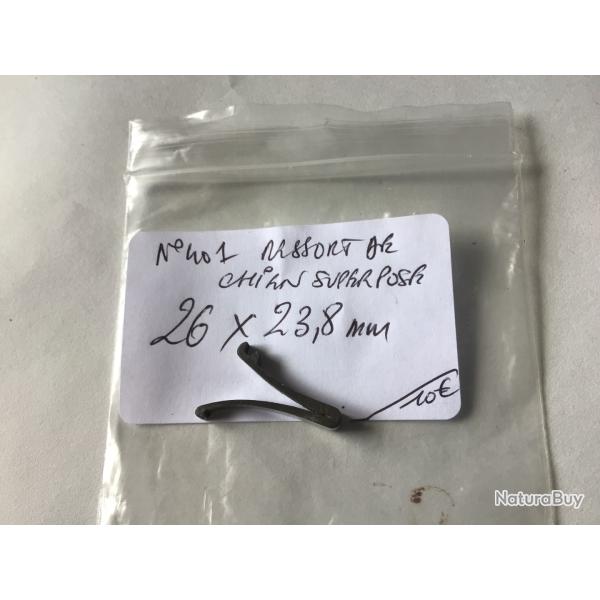 N°401 RESSORT DE
CHIEN SUPERPOSE
26 x 23,8 mm
10€
NaturaBuy